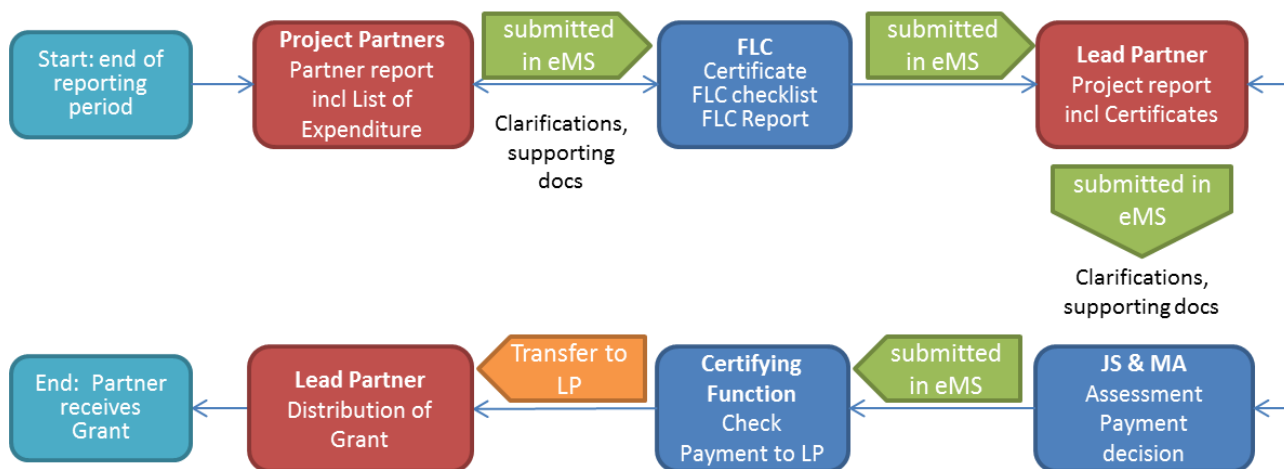 Start: end of
reporting
period
Project Partners
Partner report
incl List of
Expenditure
submitted
in eMS
Clarifications,
supporting
docs
FLC
Certificate
FLC checklist
FLC Report
submitted
in eMS
Lead Partner
Project report
incl Certificates
submitted in
eMS
Clarifications,
supporting docs
End:  Partner
receives
Grant
Lead Partner
Distribution of
Grant
Transfer to
LP
Certifying
Function
Check
Payment to LP
submitted
in eMS
JS & MA
Assessment
Payment
decision